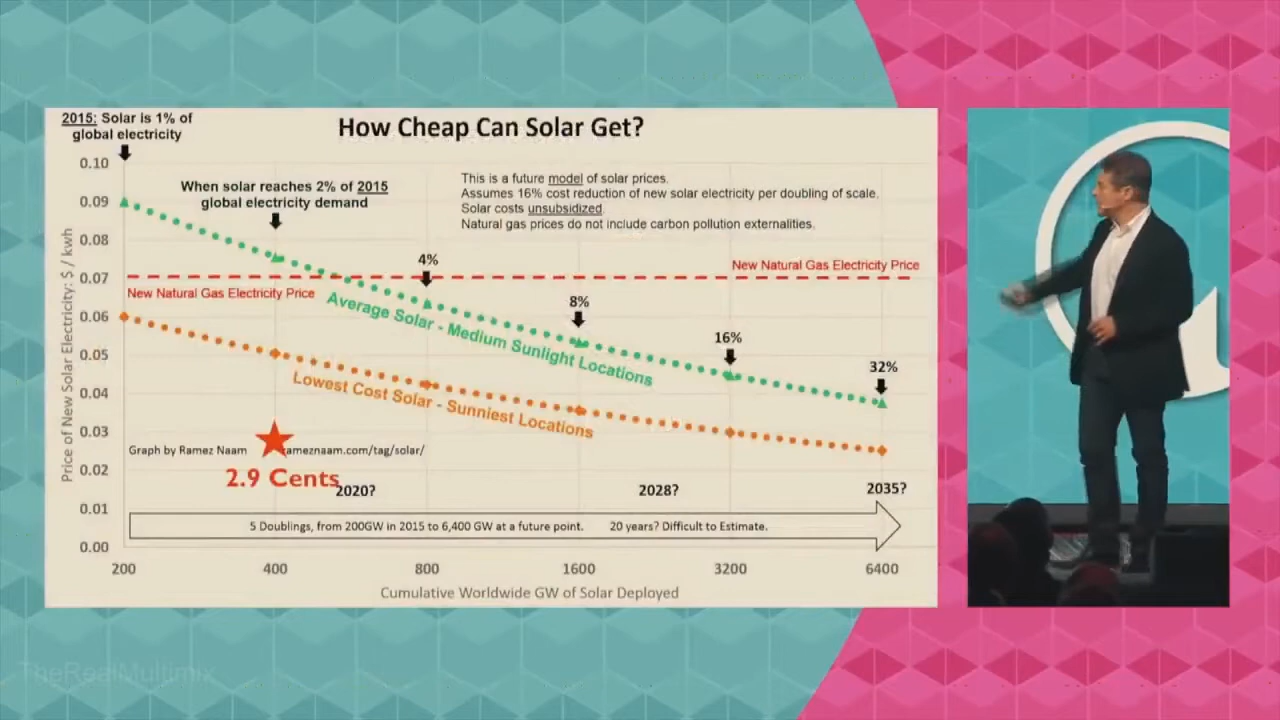 2015: Solar is 1% of
global electricity
How Cheap Can Solar Get?
0.10
0.09
0.08
0.07
0.06
0.05
0.04
0.03
0.02
0.01
0.00
Price of New Solar Electricity: $ / kwh
When solar reaches 2% of 2015
global electricity demand
This is a future model of solar prices.
Assumes 16% cost reduction of new solar electricity per doubling of scale.
Solar costs unsubsidized.
Natural gas prices do not include carbon pollution externalities.
4%
8%
16%
32%
New Natural Gas Electricity Price
New Natural Gas Electricity Price
Average Solar - Medium Sunlight Locations
Lowest Cost Solar - Sunniest Locations
Graph by Ramez Naam
rameznaam.com/tag/solar/
2.9 Cents
2020?
2028?
2035?
5 Doublings, from 200GW in 2015 to 6,400 GW at a future point. 20 years? Difficult to Estimate.
200 400 800 1600 3200 6400
Cumulative Worldwide GW of Solar Deployed
TheRealMultimix